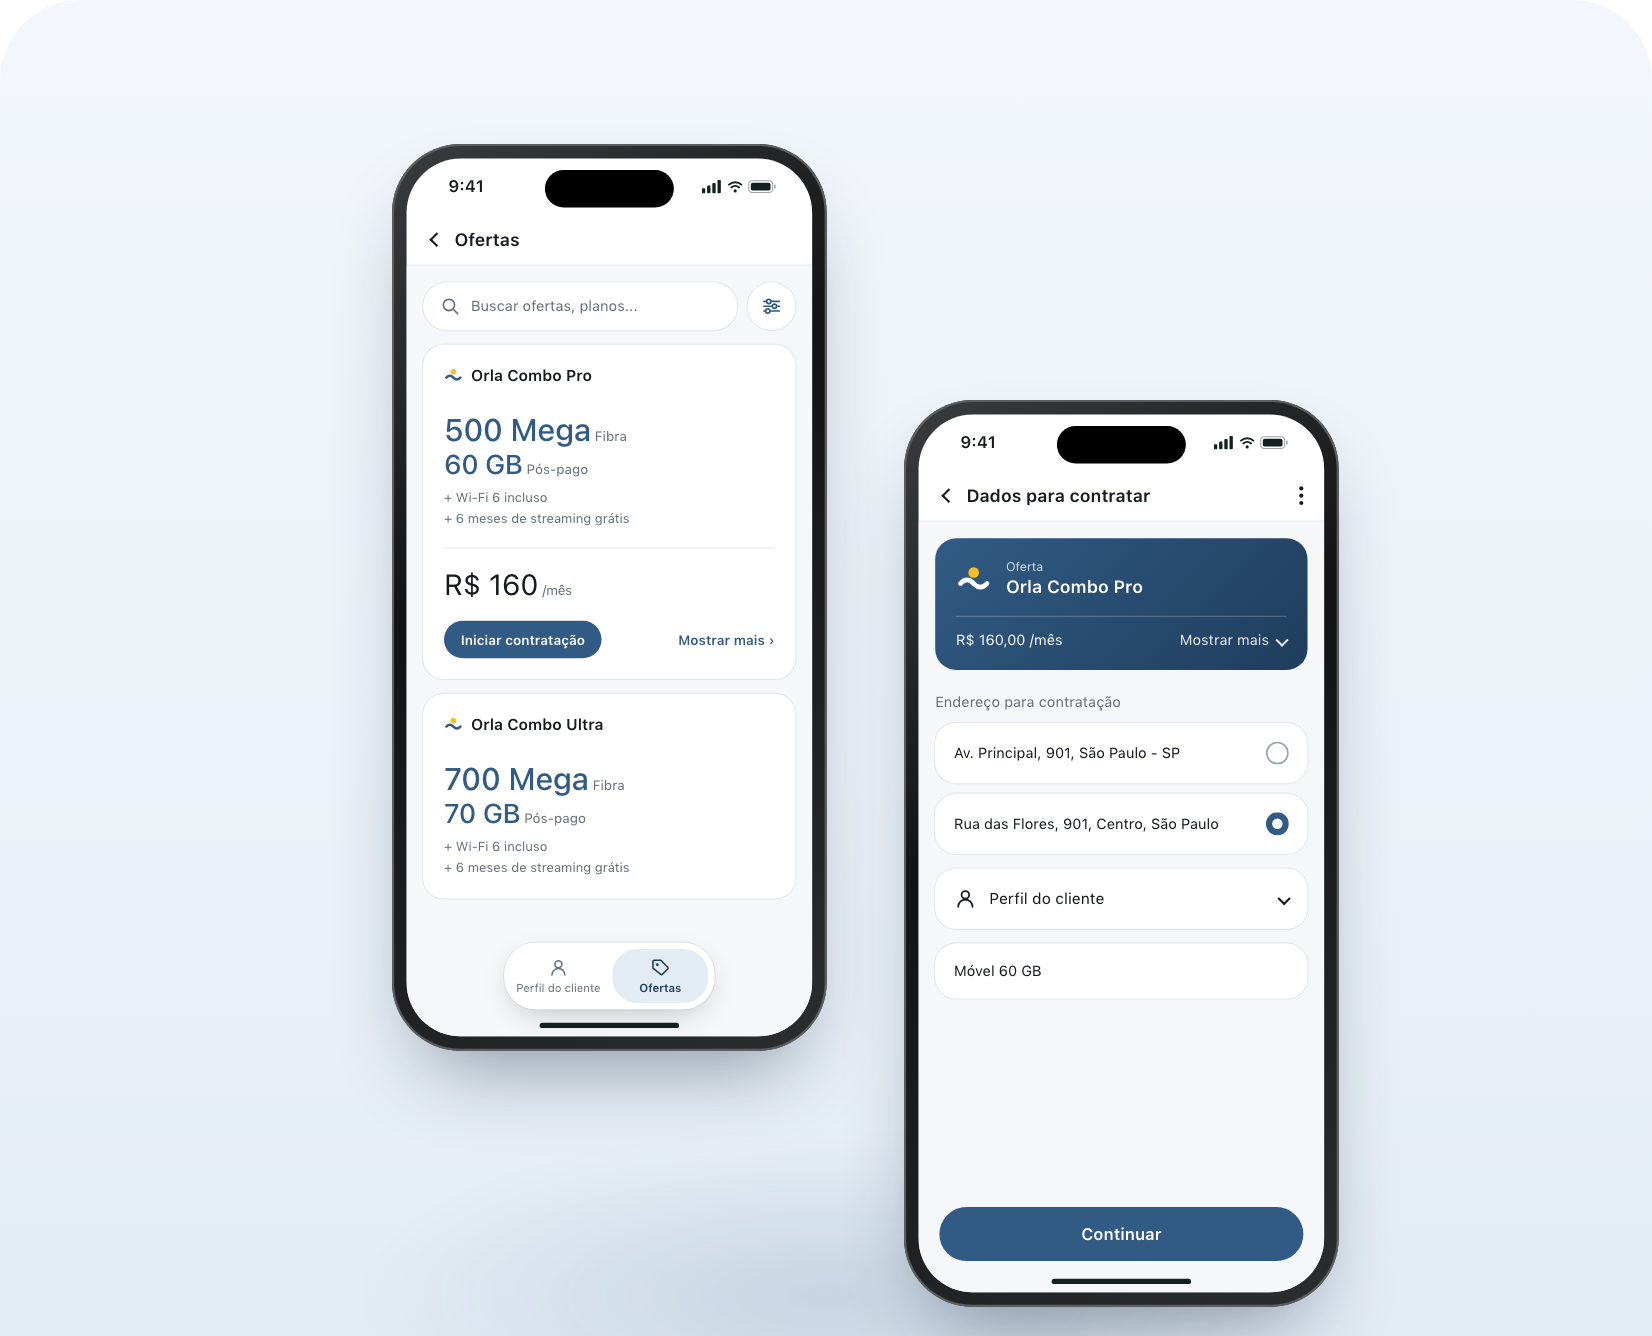 9:41
Ofertas
Buscar ofertas, planos...
Orla Combo Pro
500 Mega Fibra
60 GB Pós-pago
+ Wi-Fi 6 incluso
+ 6 meses de streaming grátis
R$ 160 /mês
Iniciar contratação
Mostrar mais ›
Orla Combo Ultra
700 Mega Fibra
70 GB Pós-pago
+ Wi-Fi 6 incluso
+ 6 meses de streaming grátis
Perfil do cliente
Ofertas
9:41
Dados para contratar
Oferta
Orla Combo Pro
R$ 160,00 /mês
Mostrar mais
Endereço para contratação
Av. Principal, 901, São Paulo - SP
Rua das Flores, 901, Centro, São Paulo
Perfil do cliente
Móvel 60 GB
Continuar